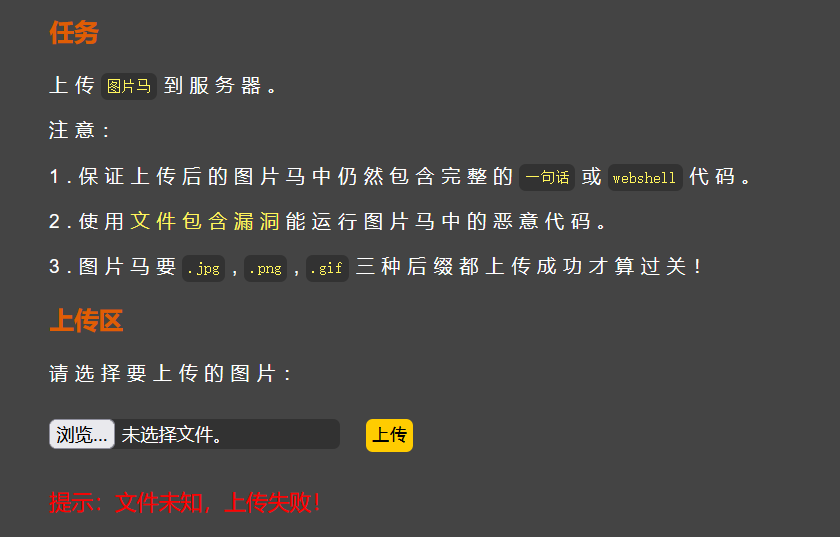 任务
上传 图片马 到服务器。
注意：
1.保证上传后的图片马中仍然包含完整的 一句话 或 webshell 代码。
2.使用文件包含漏洞能运行图片马中的恶意代码。
3.图片马要 .jpg , .png , .gif 三种后缀都上传成功才算过关！
上传区
请选择要上传的图片：
浏览... 未选择文件。 上传
提示：文件未知，上传失败！